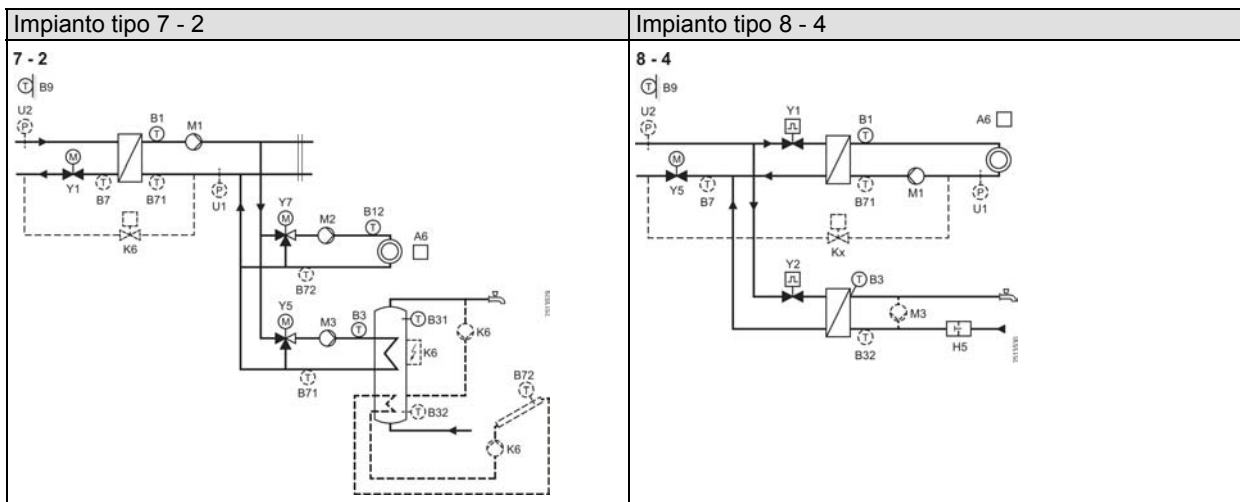 Impianto tipo 7 - 2
7 - 2
T B9
U2
P
B1
T
M1
M
Y1
T
B7
T
B71
P
U1
K6
Y7
M
M2
B12
T
A6
T
B72
Y5
M
M3
B3
T
T B31
K6
K6
T
B71
B72
T
T B32
K6
Impianto tipo 8 - 4
8 - 4
T B9
U2
P
Y1
B1
T
A6
M
Y5
T
B7
T
B71
M1
P
U1
Kx
Y2
T B3
M3
T
B32
H5